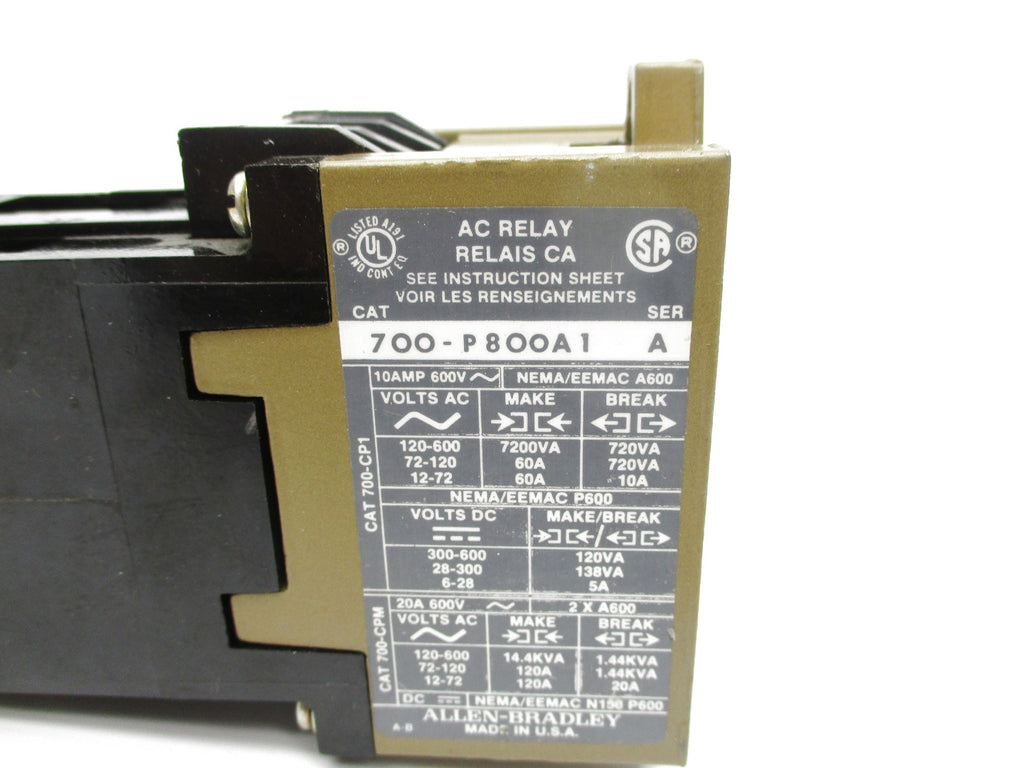 LISTED A191
UL
IND CONT EQ
®
AC RELAY
RELAIS CA
SA ®
SEE INSTRUCTION SHEET
VOIR LES RENSEIGNEMENTS
CAT SER
700-P800A1 A
CAT 700-CP1
10AMP 600V NEMA/EEMAC A600
VOLTS AC MAKE BREAK
120-600 7200VA 720VA
72-120 60A 720VA
12-72 60A 10A
NEMA/EEMAC P600
VOLTS DC MAKE/BREAK
300-600 120VA
28-300 138VA
6-28 5A
CAT 700-CPM
20A 600V 2 X A600
VOLTS AC MAKE BREAK
120-600 14.4KVA 1.44KVA
72-120 120A 1.44KVA
12-72 120A 20A
DC NEMA/EEMAC N150 P600
ALLEN-BRADLEY
A-B MADE IN U.S.A.